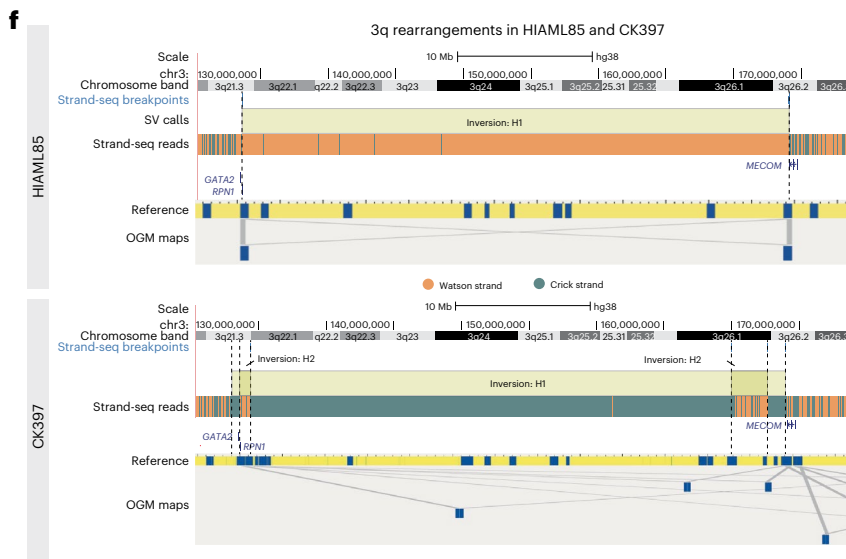 f
3q rearrangements in HIAML85 and CK397
HIAML85
Scale
10 Mb
hg38
chr3:
130,000,000
140,000,000
150,000,000
160,000,000
170,000,000
Chromosome band
3q21.3
3q22.1
q22.2
3q22.3
3q23
3q24
3q25.1
3q25.2
25.31
25.32
3q26.1
3q26.2
3q26.
Strand-seq breakpoints
SV calls
Inversion: H1
Strand-seq reads
MECOM
GATA2
RPN1
Reference
OGM maps
Watson strand
Crick strand
CK397
Scale
10 Mb
hg38
chr3:
130,000,000
140,000,000
150,000,000
160,000,000
170,000,000
Chromosome band
3q21.3
3q22.1
q22.2
3q22.3
3q23
3q24
3q25.1
3q25.2
25.31
25.32
3q26.1
3q26.2
Strand-seq breakpoints
Inversion: H2
Inversion: H2
Inversion: H1
Strand-seq reads
MECOM
GATA2
RPN1
Reference
OGM maps